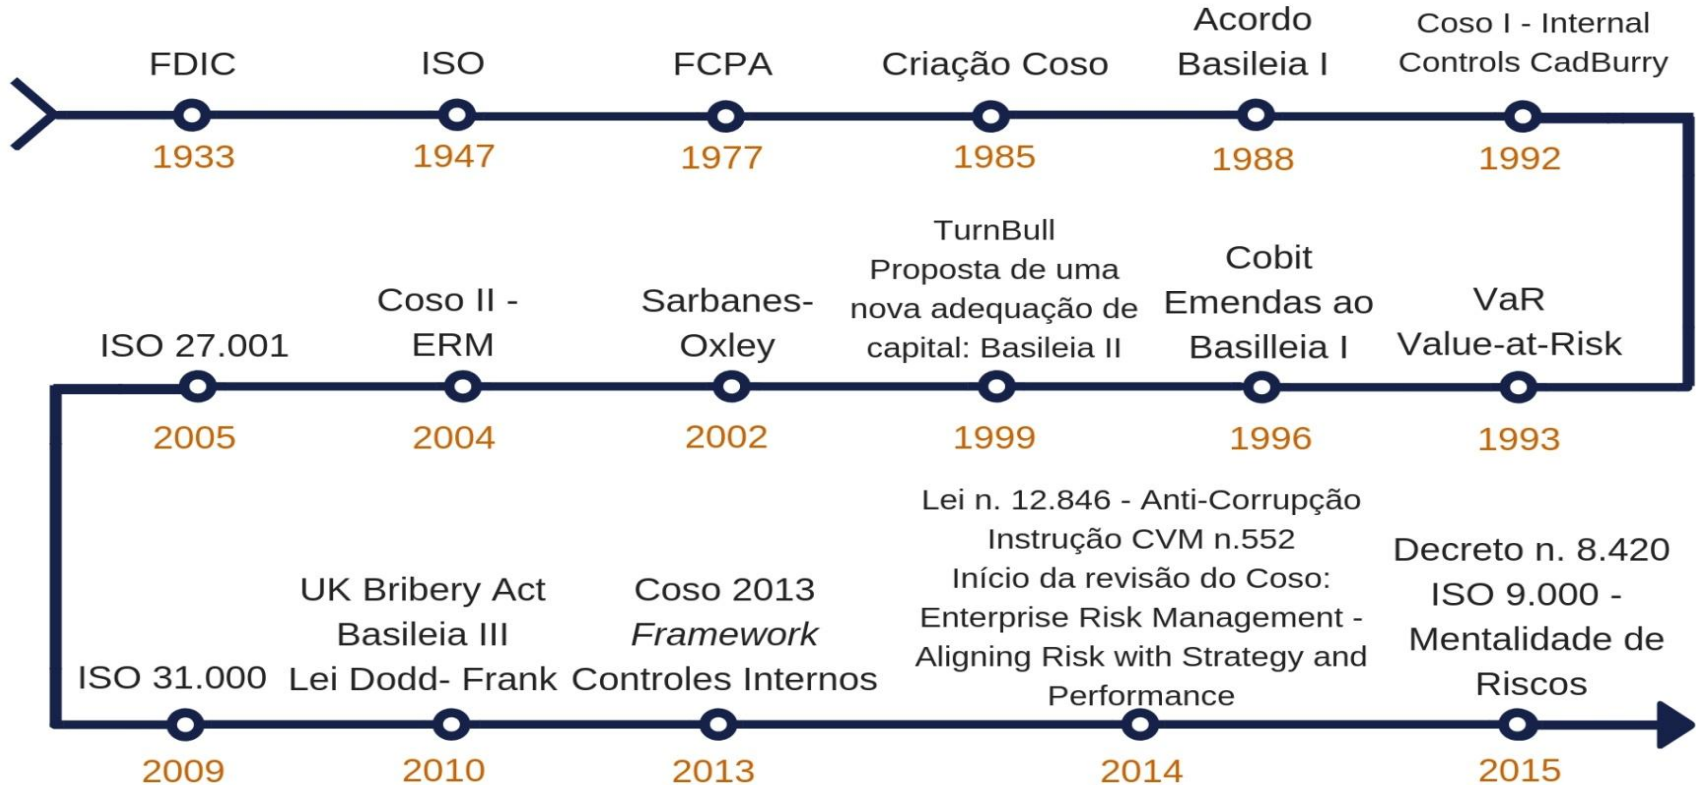 FDIC
1933
ISO
1947
FCPA
1977
Criação Coso
1985
Acordo
Basileia I
1988
Coso I - Internal
Controls CadBurry
1992
VaR
Value-at-Risk
1993
Cobit
Emendas ao
Basilleia I
1996
TurnBull
Proposta de uma
nova adequação de
capital: Basileia II
1999
Sarbanes-
Oxley
2002
Coso II -
ERM
2004
ISO 27.001
2005
ISO 31.000
2009
UK Bribery Act
Basileia III
Lei Dodd- Frank
2010
Coso 2013
Framework
Controles Internos
2013
Lei n. 12.846 - Anti-Corrupção
Instrução CVM n.552
Início da revisão do Coso:
Enterprise Risk Management -
Aligning Risk with Strategy and
Performance
2014
Decreto n. 8.420
ISO 9.000 -
Mentalidade de
Riscos
2015